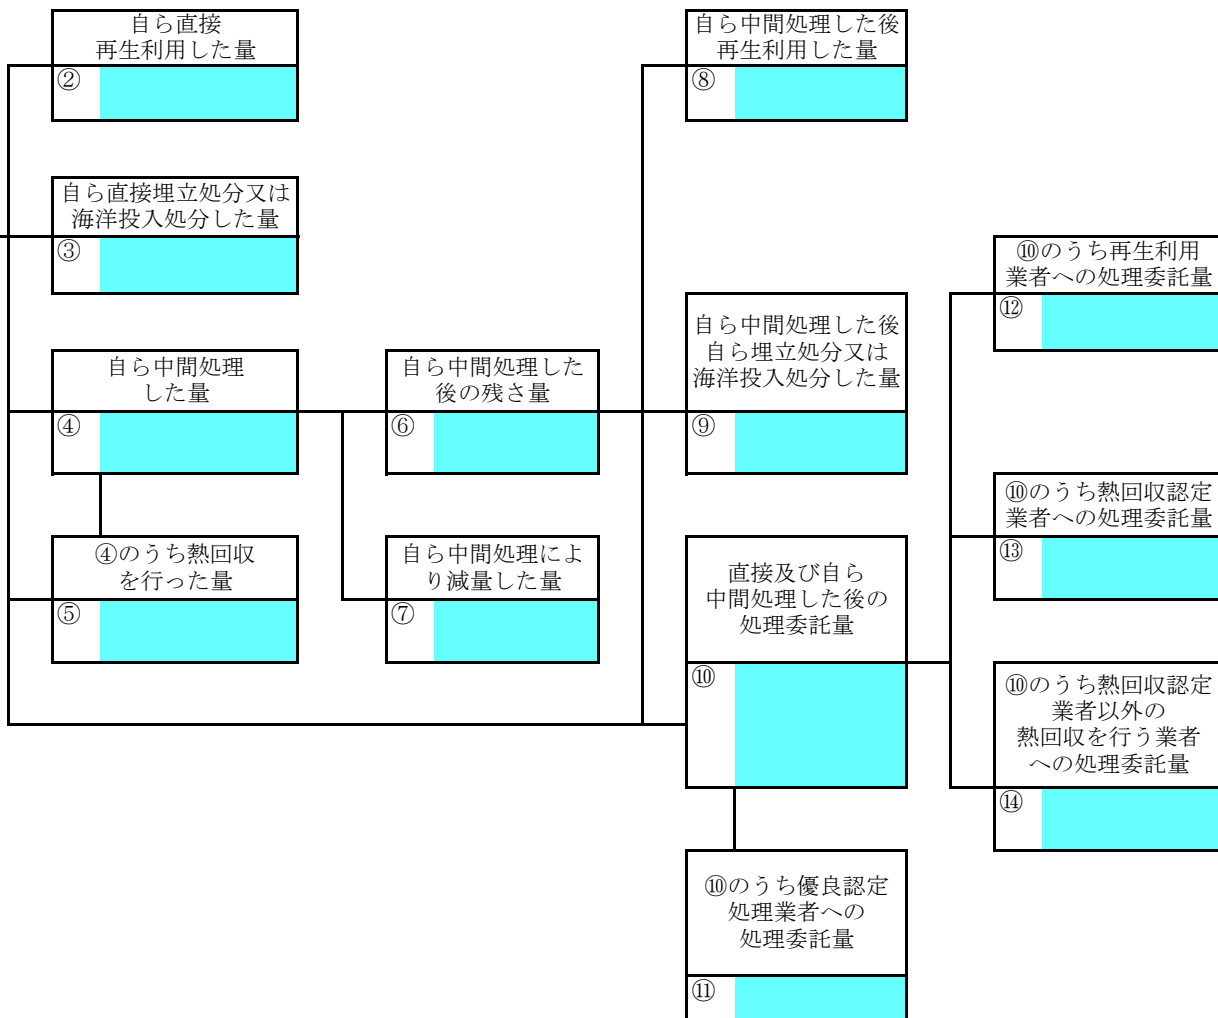 自ら直接
再生利用した量
②
自ら中間処理した後
再生利用した量
⑧
自ら直接埋立処分又は
海洋投入処分した量
③
⑩のうち再生利用
業者への処理委託量
⑫
自ら中間処理した後
自ら埋立処分又は
海洋投入処分した量
⑨
自ら中間処理
した量
④
自ら中間処理した
後の残さ量
⑥
⑩のうち熱回収認定
業者への処理委託量
⑬
④のうち熱回収
を行った量
⑤
自ら中間処理によ
り減量した量
⑦
直接及び自ら
中間処理した後の
処理委託量
⑩
⑩のうち熱回収認定
業者以外の
熱回収を行う業者
への処理委託量
⑭
⑩のうち優良認定
処理業者への
処理委託量
⑪